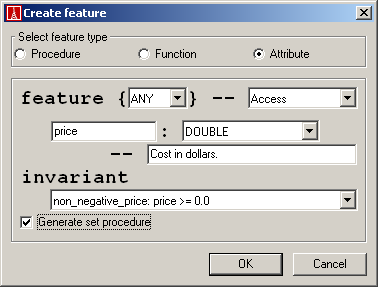 Create feature
Select feature type
Procedure Function Attribute
feature {ANY} -- Access
price : DOUBLE
-- Cost in dollars.
invariant
non_negative_price: price >= 0.0
Generate set procedure
OK Cancel